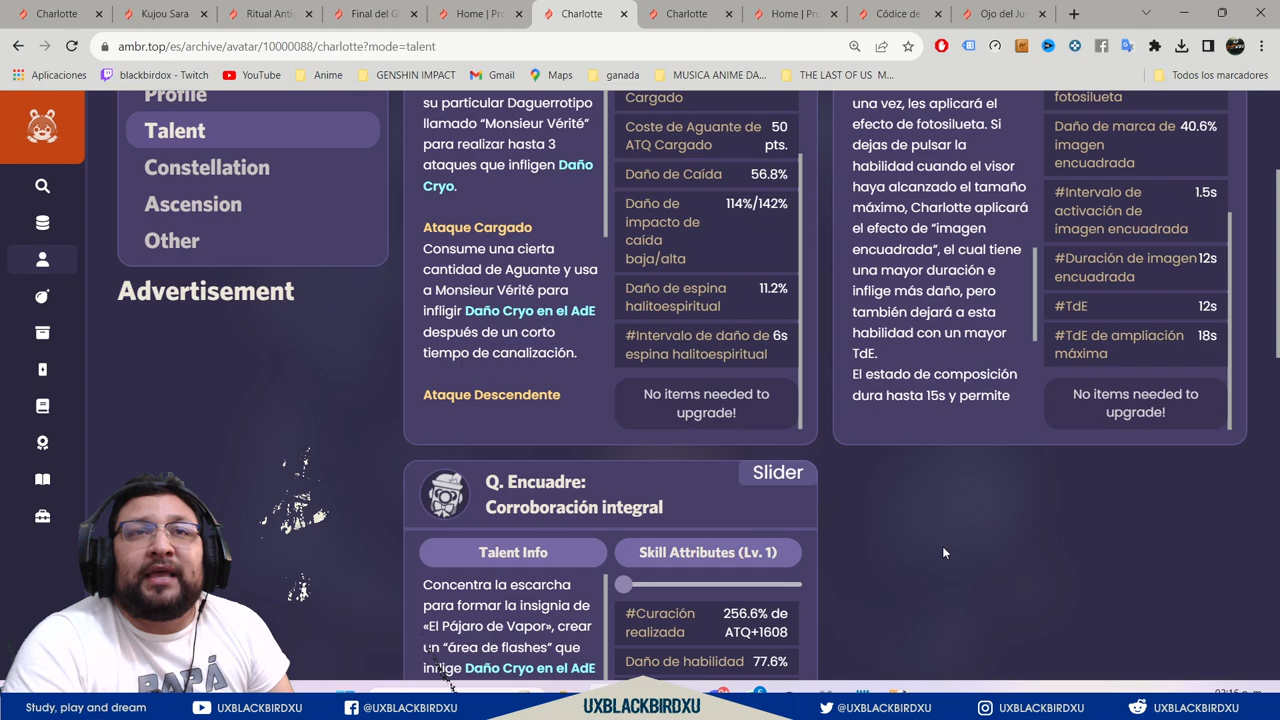 Charlotte
Kujou Sara
Ritual Anti
Final del G
Home | Pro
Charlotte
Charlotte
Home | Pro
Códice de
Ojo del Ju
ambr.top/es/archive/avatar/10000088/charlotte?mode=talent
Aplicaciones
blackbirdox - Twitch
YouTube
Anime
GENSHIN IMPACT
Gmail
Maps
ganada
MUSICA ANIME DA...
THE LAST OF US M...
Todos los marcadores
Profile
Talent
Constellation
Ascension
Other
Advertisement
su particular Daguerrotipo
llamado “Monsieur Vérité”
para realizar hasta 3
ataques que infligen Daño
Cryo.
Ataque Cargado
Consume una cierta
cantidad de Aguante y usa
a Monsieur Vérité para
infligir Daño Cryo en el AdE
después de un corto
tiempo de canalización.
Ataque Descendente
Cargado
Coste de Aguante de 50
ATQ Cargado pts.
Daño de Caída 56.8%
Daño de 114%/142%
impacto de
caída
baja/alta
Daño de espina 11.2%
halitoespiritual
#Intervalo de daño de 6s
espina halitoespiritual
No items needed to
upgrade!
una vez, les aplicará el
efecto de fotosilueta. Si
dejas de pulsar la
habilidad cuando el visor
haya alcanzado el tamaño
máximo, Charlotte aplicará
el efecto de “imagen
encuadrada”, el cual tiene
una mayor duración e
inflige más daño, pero
también dejará a esta
habilidad con un mayor
TdE.
El estado de composición
dura hasta 15s y permite
fotosilueta
Daño de marca de 40.6%
imagen
encuadrada
#Intervalo de 1.5s
activación de
imagen encuadrada
#Duración de imagen 12s
encuadrada
#TdE 12s
#TdE de ampliación 18s
máxima
No items needed to
upgrade!
Q. Encuadre:
Corroboración integral
Slider
Talent Info
Skill Attributes (Lv. 1)
Concentra la escarcha
para formar la insignia de
«El Pájaro de Vapor», crear
un “área de flashes” que
inflige Daño Cryo en el AdE
#Curación 256.6% de
realizada ATQ+1608
Daño de habilidad 77.6%
PAPÁ
Study, play and dream
UXBLACKBIRDXU
@UXBLACKBIRDXU
UXBLACKBIRDXU
@UXBLACKBIRDXU
UXBLACKBIRDXU
UXBLACKBIRDXU